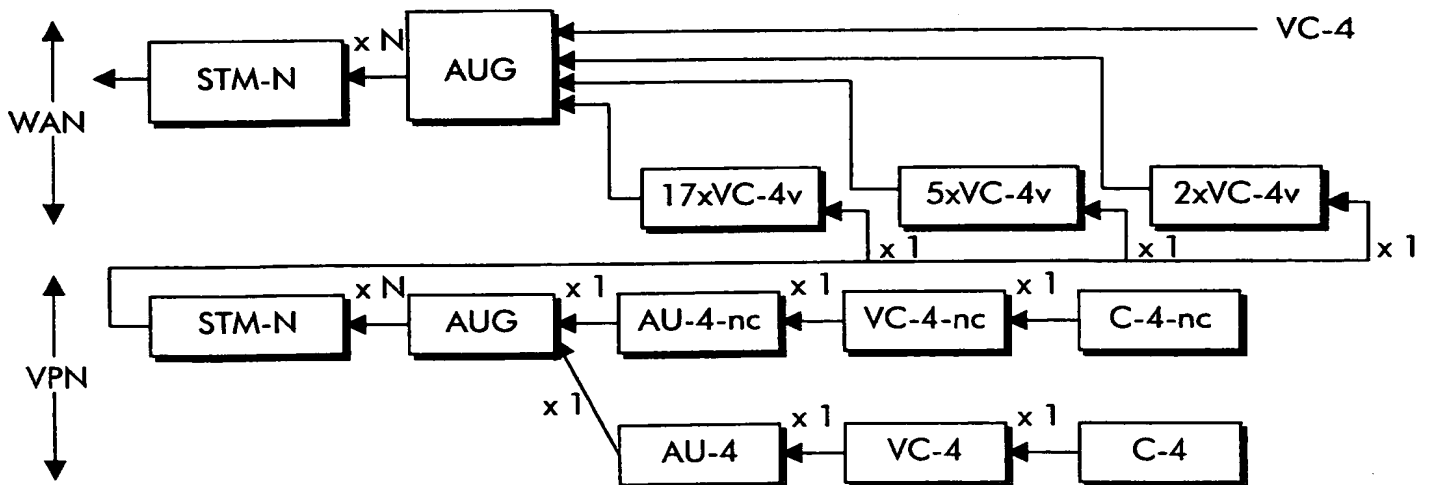 VC-4
x N
STM-N
AUG
WAN
17xVC-4v
5xVC-4v
2xVC-4v
x 1
x 1
x 1
x N
x 1
x 1
x 1
STM-N
AUG
AU-4-nc
VC-4-nc
C-4-nc
VPN
x 1
x 1
x 1
AU-4
VC-4
C-4